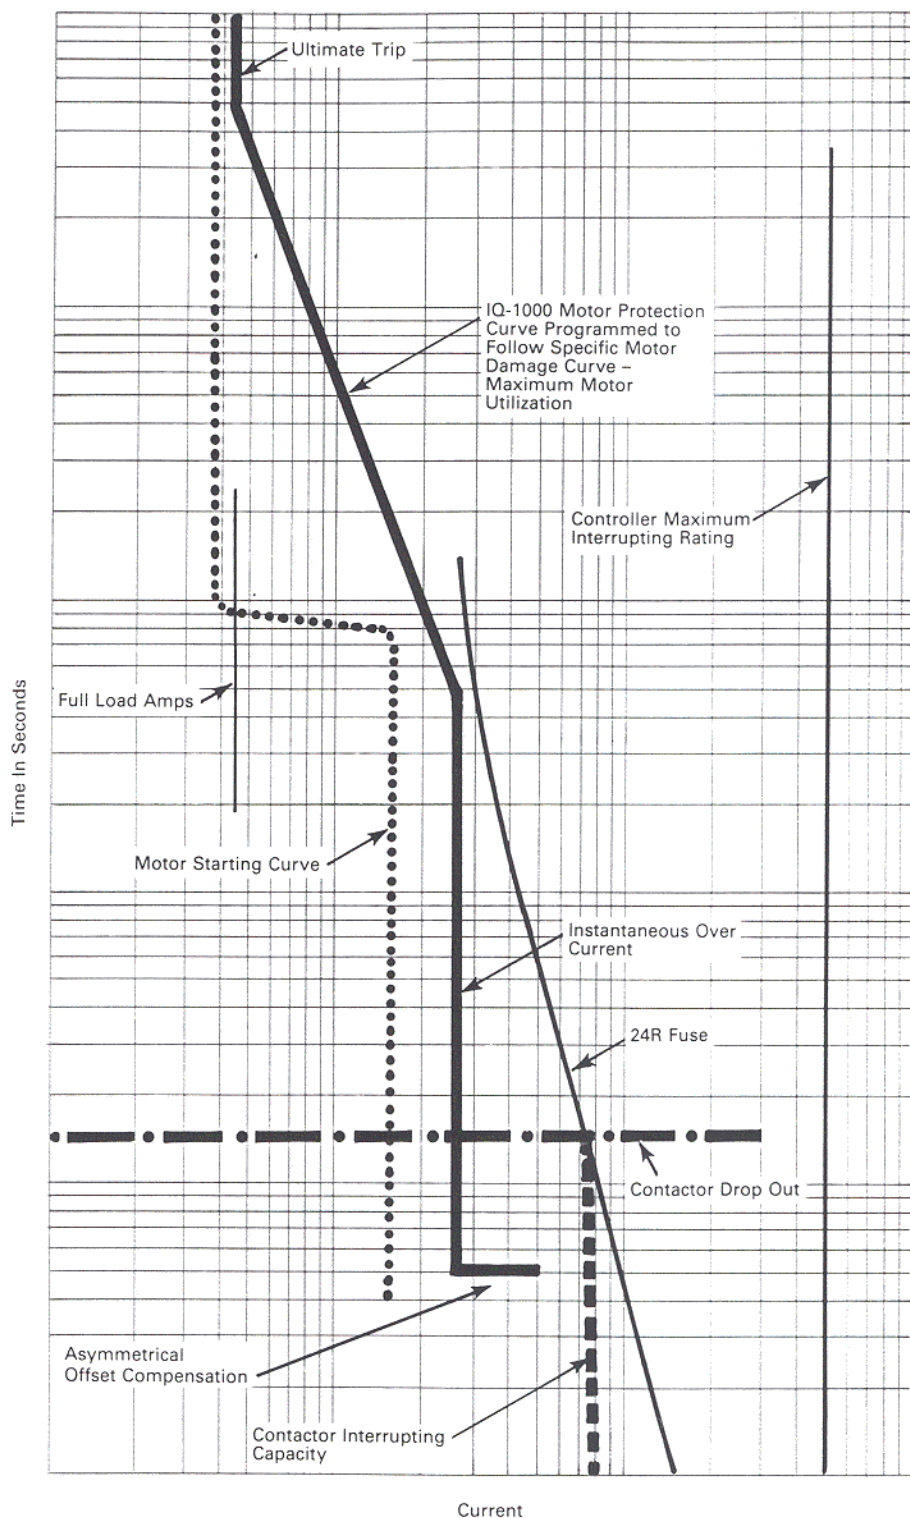 Ultimate Trip
IQ-1000 Motor Protection
Curve Programmed to
Follow Specific Motor
Damage Curve –
Maximum Motor
Utilization
Controller Maximum
Interrupting Rating
Full Load Amps
Time In Seconds
Motor Starting Curve
Instantaneous Over
Current
24R Fuse
Contactor Drop Out
Asymmetrical
Offset Compensation
Contactor Interrupting
Capacity
Current